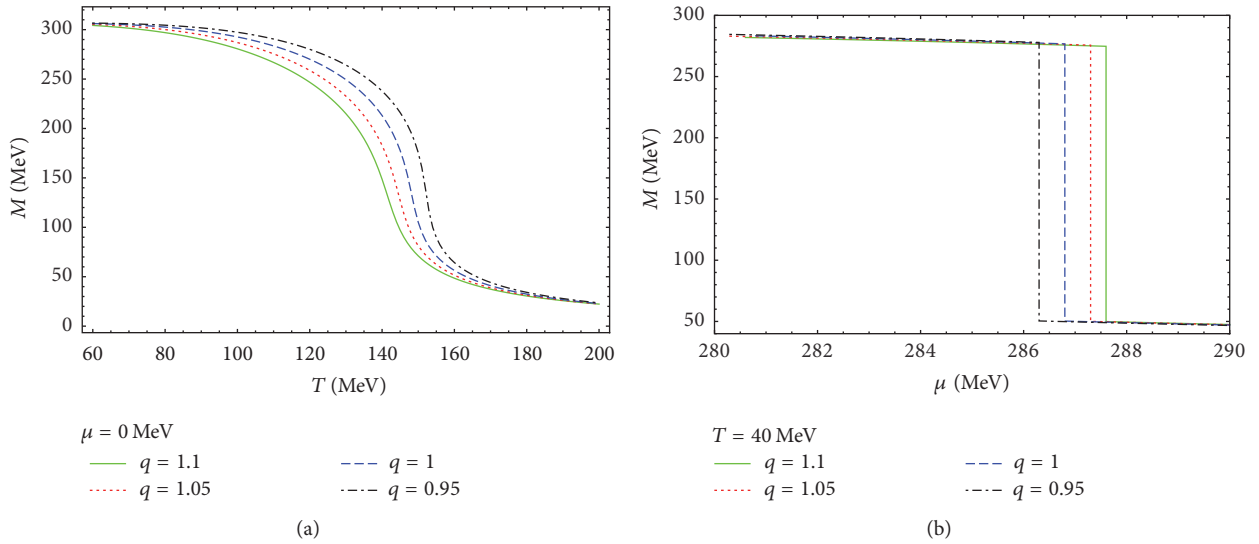 300
250
200
150
100
50
0
M (MeV)
60 80 100 120 140 160 180 200
T (MeV)
μ = 0 MeV
q = 1.1 q = 1
q = 1.05 q = 0.95
(a)
300
250
200
150
100
50
M (MeV)
280 282 284 286 288 290
μ (MeV)
T = 40 MeV
q = 1.1 q = 1
q = 1.05 q = 0.95
(b)